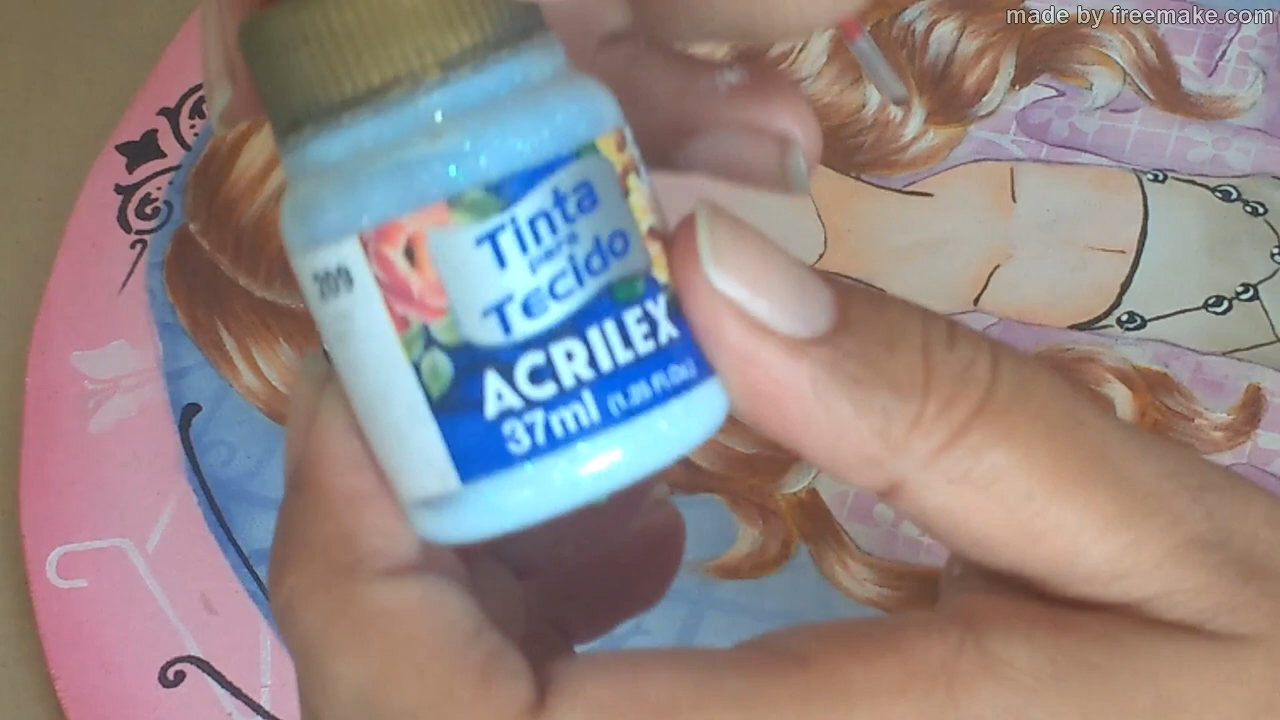 made by freemake.com
209
Tinta
para
Tecido
ACRILEX
37ml (1.25 fl.Oz)